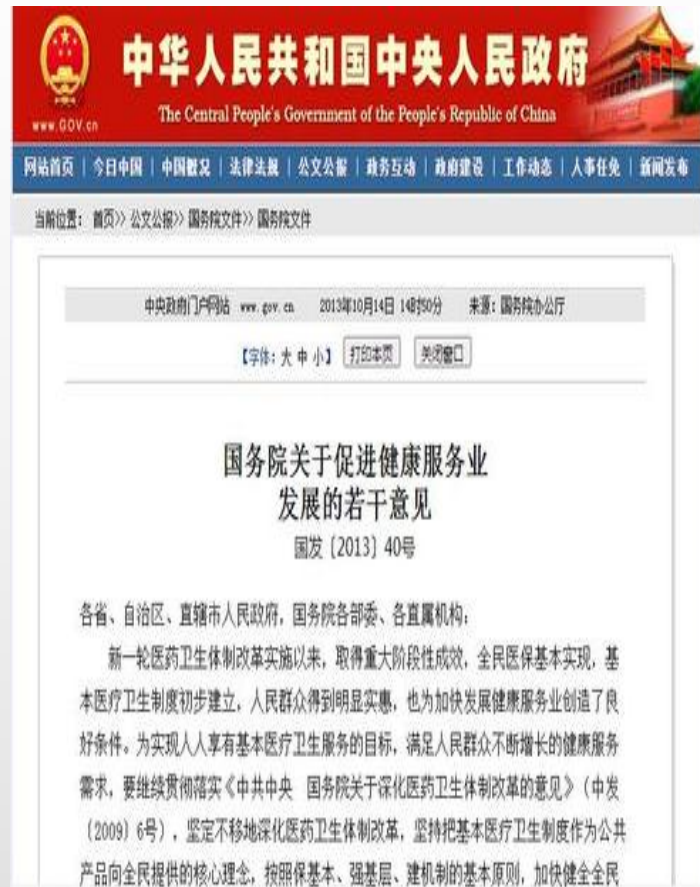 中华人民共和国中央人民政府
www.GOV.cn
The Central People's Government of the People's Republic of China
网站首页 | 今日中国 | 中国概况 | 法律法规 | 公文公报 | 政务互动 | 政府建设 | 工作动态 | 人事任免 | 新闻发布
当前位置: 首页>> 公文公报>> 国务院文件>> 国务院文件
中央政府门户网站 www.gov.cn 2013年10月14日 14时50分 来源: 国务院办公厅
【字体: 大 中 小】 打印本页 关闭窗口
国务院关于促进健康服务业
发展的若干意见
国发〔2013〕40号
各省、自治区、直辖市人民政府，国务院各部委、各直属机构：
新一轮医药卫生体制改革实施以来，取得重大阶段性成效，全民医保基本实现，基
本医疗卫生制度初步建立，人民群众得到明显实惠，也为加快发展健康服务业创造了良
好条件。为实现人人享有基本医疗卫生服务的目标，满足人民群众不断增长的健康服务
需求，要继续贯彻落实《中共中央 国务院关于深化医药卫生体制改革的意见》（中发
〔2009〕6号），坚定不移地深化医药卫生体制改革，坚持把基本医疗卫生制度作为公共
产品向全民提供的核心理念，按照保基本、强基层、建机制的基本原则，加快健全全民